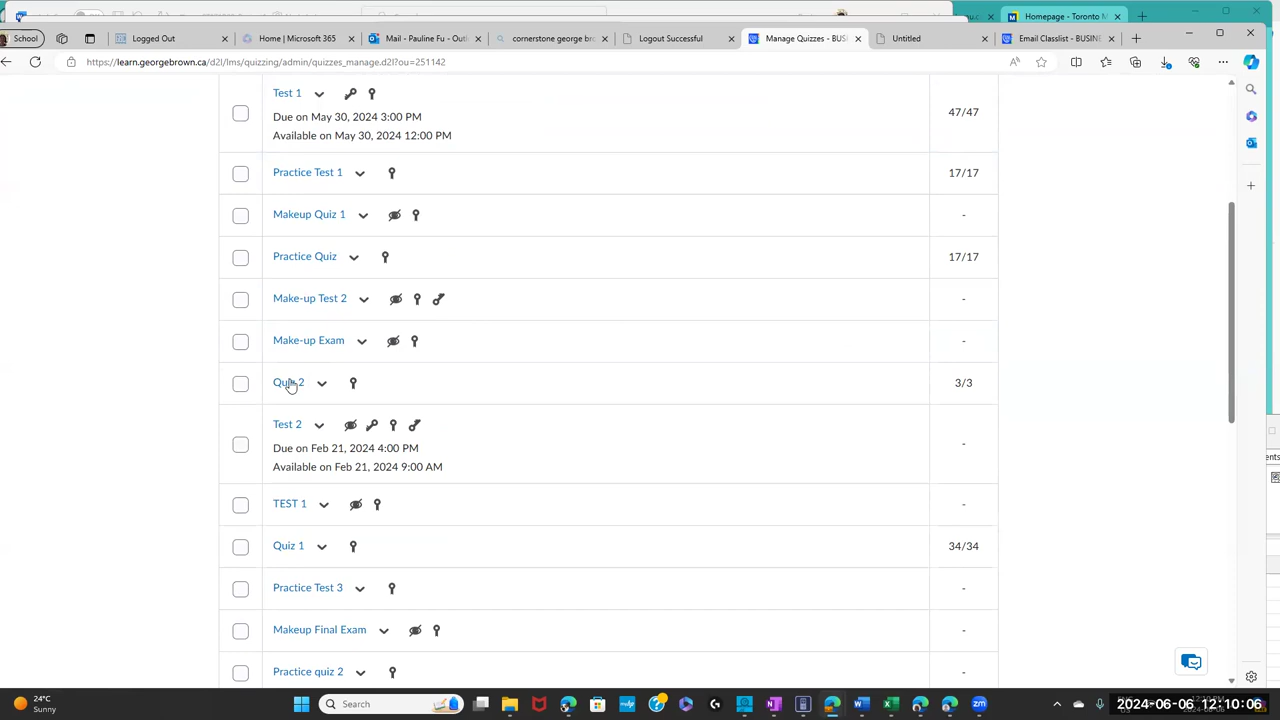 Homepage - Toronto M
School
Logged Out
Home | Microsoft 365
Mail - Pauline Fu - Outl
cornerstone george bro
Logout Successful
Manage Quizzes - BUSI
Untitled
Email Classlist - BUSINE
https://learn.georgebrown.ca/d2l/lms/quizzing/admin/quizzes_manage.d2l?ou=251142
Test 1
47/47
Due on May 30, 2024 3:00 PM
Available on May 30, 2024 12:00 PM
Practice Test 1
17/17
Makeup Quiz 1
-
Practice Quiz
17/17
Make-up Test 2
-
Make-up Exam
-
Quiz 2
3/3
Test 2
Due on Feb 21, 2024 4:00 PM
-
Available on Feb 21, 2024 9:00 AM
TEST 1
-
Quiz 1
34/34
Practice Test 3
-
Makeup Final Exam
-
Practice quiz 2
-
24°C
Sunny
Search
2024-06-06 12:10:06